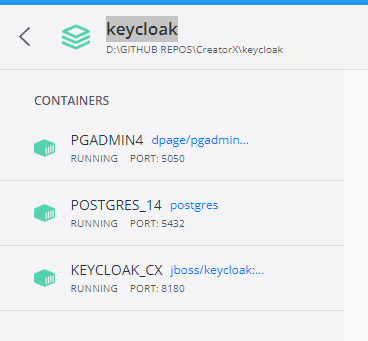 keycloak
D:\GITHUB REPOS\CreatorX\keycloak
CONTAINERS
PGADMIN4 dpage/pgadmin...
RUNNING PORT: 5050
POSTGRES_14 postgres
RUNNING PORT: 5432
KEYCLOAK_CX jboss/keycloak:...
RUNNING PORT: 8180